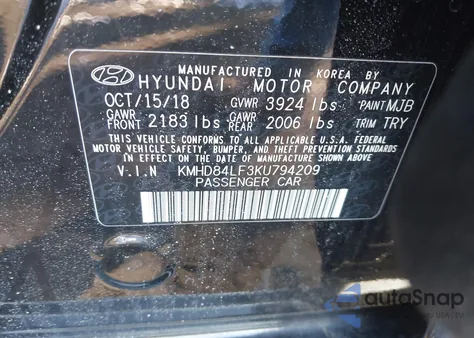 MANUFACTURED IN KOREA BY
HYUNDAI MOTOR COMPANY
OCT/15/18 GVWR 3924 lbs PAINT MJB
GAWR FRONT 2183 lbs GAWR REAR 2006 lbs TRIM TRY
THIS VEHICLE CONFORMS TO ALL APPLICABLE U.S.A. FEDERAL
MOTOR VEHICLE SAFETY, BUMPER, AND THEFT PREVENTION STANDARDS
IN EFFECT ON THE DATE OF MANUFACTURE SHOWN ABOVE.
V.I.N KMHD84LF3KU794209
PASSENGER CAR
autoSnap